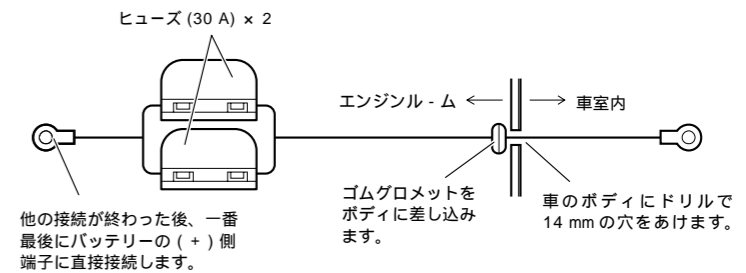 ヒューズ (30 A) × 2
エンジンル - ム
車室内
ゴムグロメットを
ボディに差し込み
ます。
車のボディにドリルで
14 mm の穴をあけます。
他の接続が終わった後、一番
最後にバッテリーの ( + ) 側
端子に直接接続します。